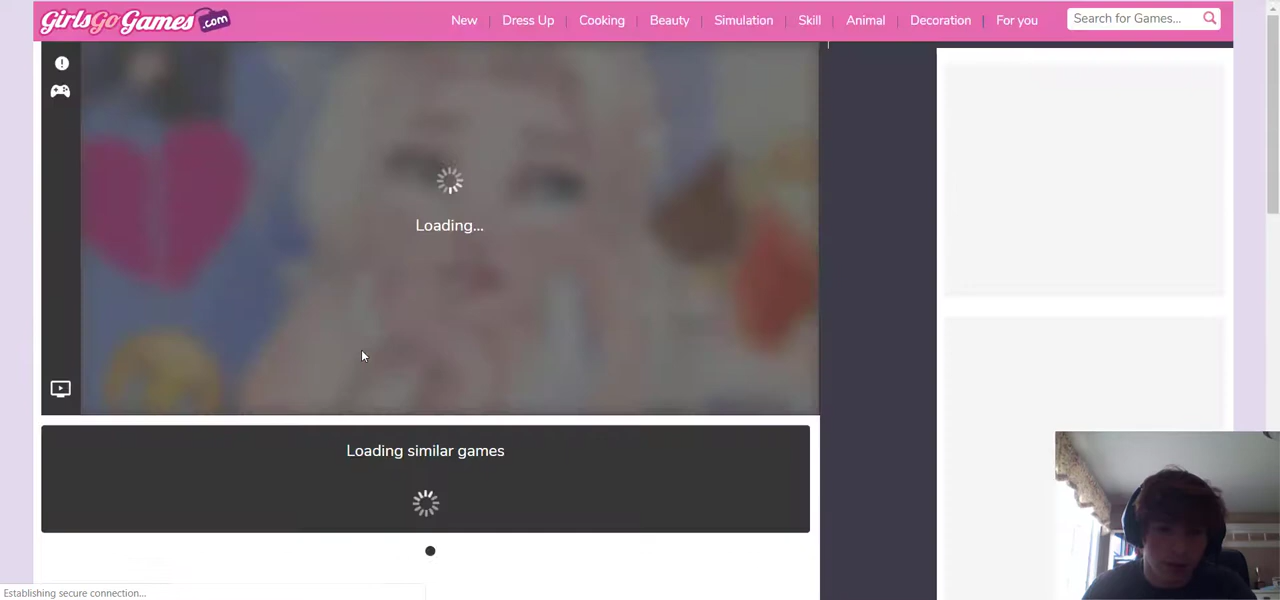 GirlsGoGames .com
New Dress Up Cooking Beauty Simulation Skill Animal Decoration For you Search for Games...
Loading...
Loading similar games
Establishing secure connection...